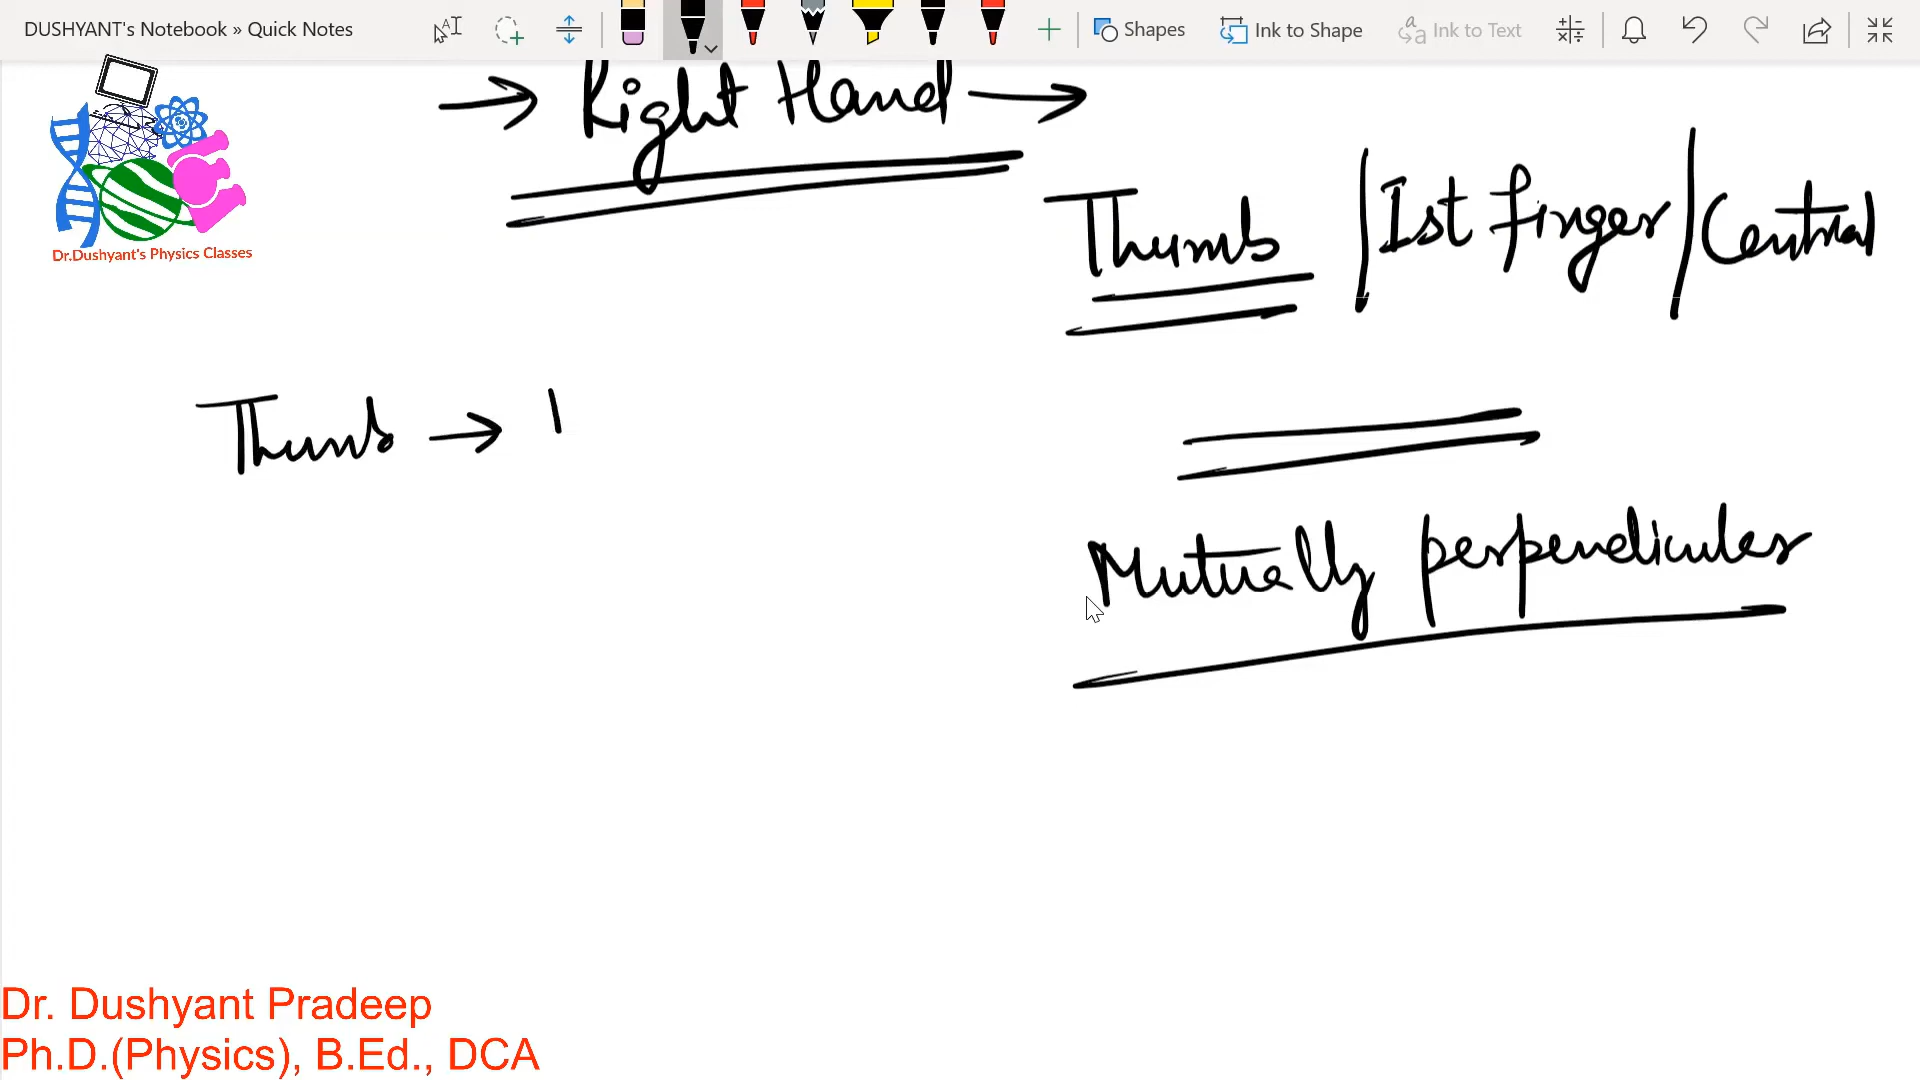 DUSHYANT's Notebook » Quick Notes
Shapes
Ink to Shape
Ink to Text
→ Right Hand →
Thumb | Ist finger | Central
Dr.Dushyant's Physics Classes
Thumb →
Mutually perpendicular
Dr. Dushyant Pradeep
Ph.D.(Physics), B.Ed., DCA